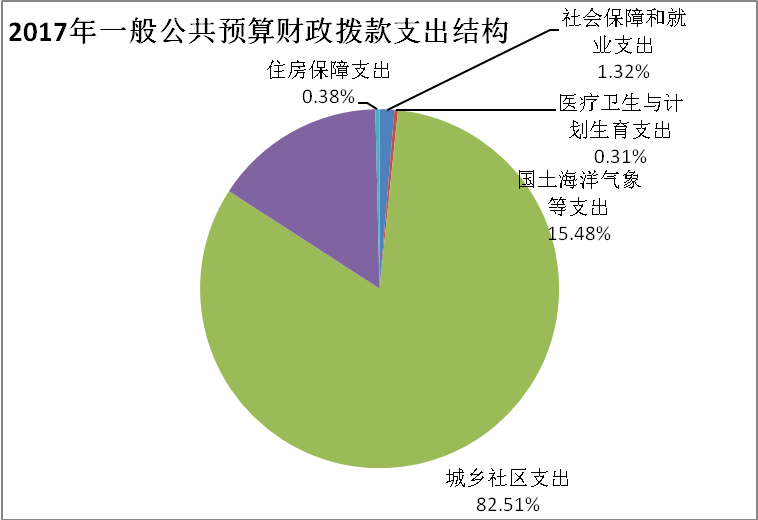 2017年一般公共预算财政拨款支出结构
社会保障和就
业支出
1.32%
住房保障支出
0.38%
医疗卫生与计
划生育支出
0.31%
国土海洋气象
等支出
15.48%
城乡社区支出
82.51%